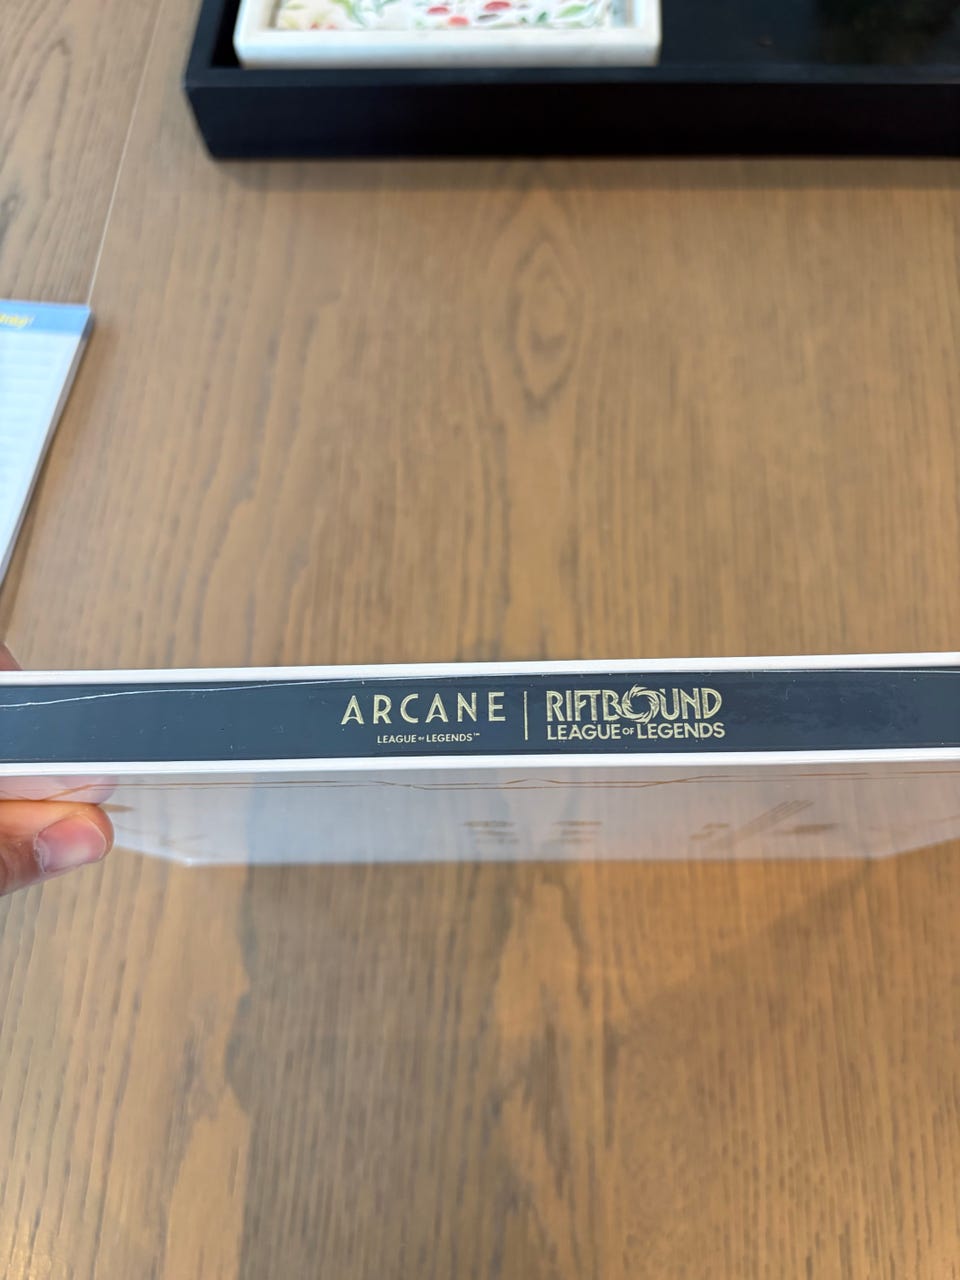 ARCANE
LEAGUE OF LEGENDS™
RIFTBOUND
LEAGUE OF LEGENDS